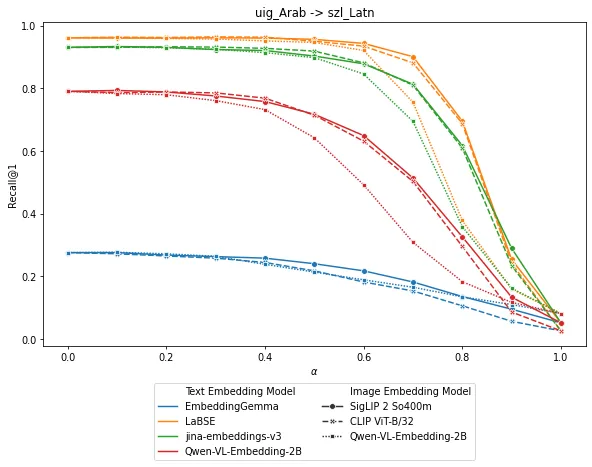 uig_Arab -> szl_Latn
1.0
0.8
0.6
0.4
0.2
0.0
Recall@1
0.0 0.2 0.4 0.6 0.8 1.0
α
Text Embedding Model
EmbeddingGemma
LaBSE
jina-embeddings-v3
Qwen-VL-Embedding-2B
Image Embedding Model
SigLIP 2 So400m
CLIP ViT-B/32
Qwen-VL-Embedding-2B